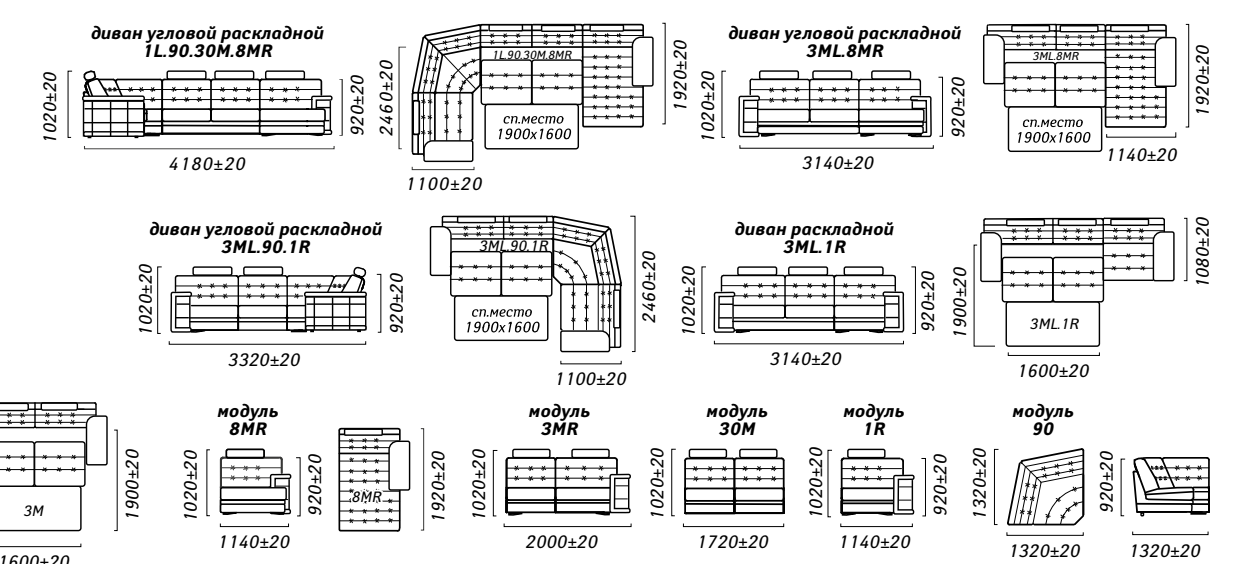 диван угловой раскладной
1L.90.30M.8MR
1020±20
920±20
4180±20
2460±20
1L.90.30M.8MR
сп.место
1900x1600
1920±20
1100±20
диван угловой раскладной
3ML.8MR
1020±20
920±20
3140±20
3ML.8MR
сп.место
1900x1600
1920±20
1140±20
диван угловой раскладной
3ML.90.1R
1020±20
920±20
3320±20
3ML.90.1R
сп.место
1900x1600
2460±20
1100±20
диван раскладной
3ML.1R
1020±20
920±20
3140±20
1900±20
3ML.1R
1080±20
1600±20
3M
1900±20
1600±20
модуль
8MR
1020±20
920±20
1140±20
8MR
1920±20
модуль
3MR
1020±20
2000±20
модуль
30M
1020±20
1720±20
модуль
1R
1020±20
920±20
1140±20
модуль
90
1320±20
1320±20
920±20
1320±20